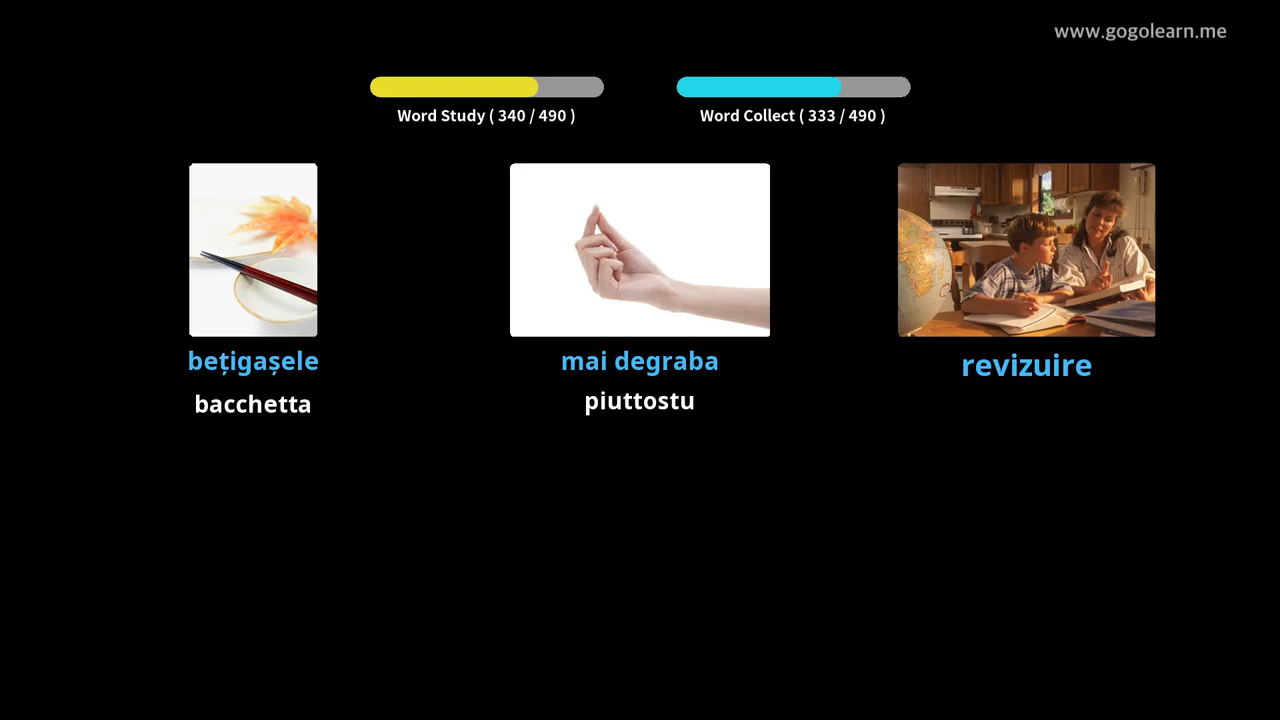 www.gogolearn.me
Word Study ( 340 / 490 )
Word Collect ( 333 / 490 )
bețigașele
mai degraba
revizuire
bacchetta
piuttostu